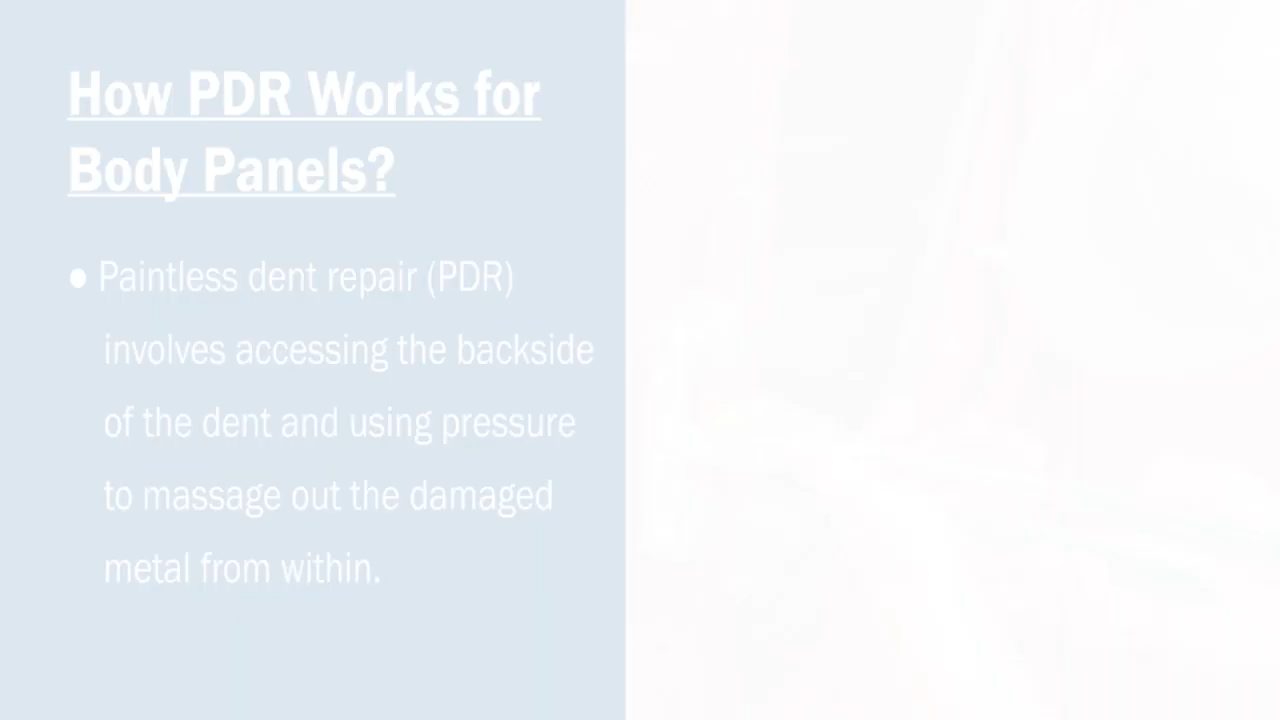 How PDR Works for
Body Panels?
● Paintless dent repair (PDR)
involves accessing the backside
of the dent and using pressure
to massage out the damaged
metal from within.